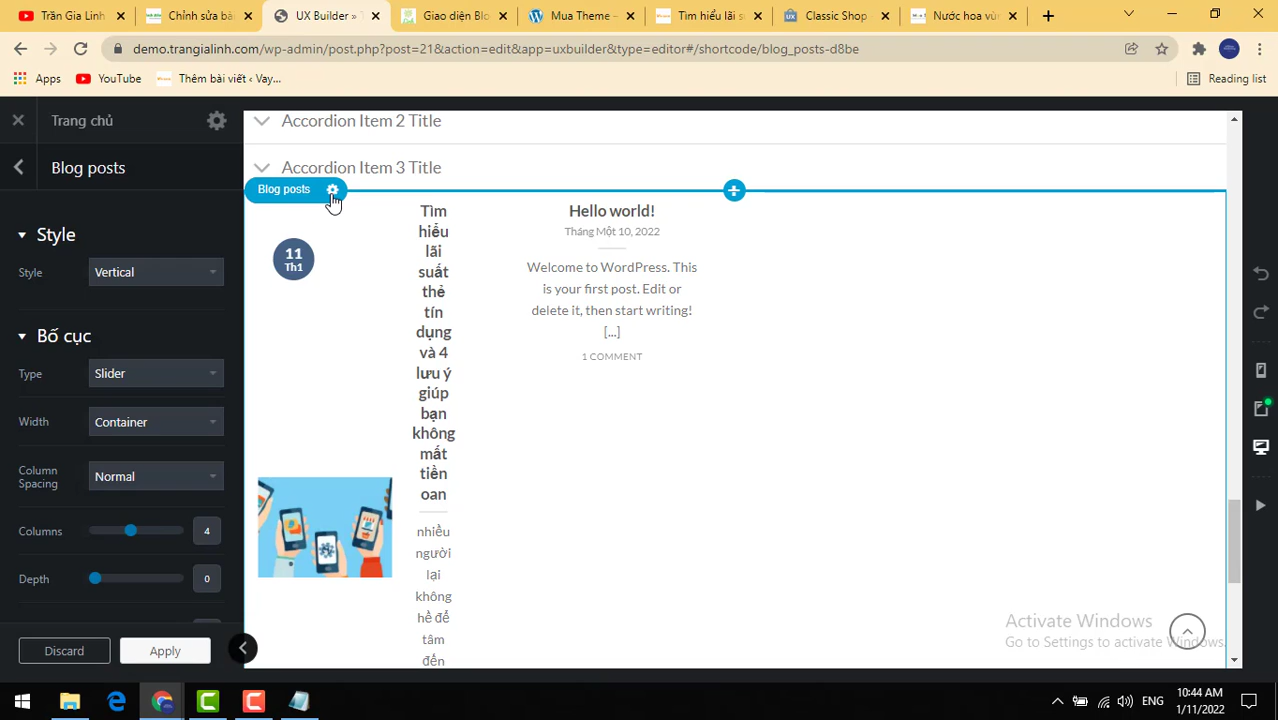 Trần Gia Linh
Chỉnh sửa bài
UX Builder » T
Giao diện Blo
Mua Theme –
Tìm hiểu lãi su
Classic Shop
Nước hoa vùn
demo.trangialinh.com/wp-admin/post.php?post=21&action=edit&app=uxbuilder&type=editor#/shortcode/blog_posts-d8be
Apps
YouTube
Thêm bài viết ‹ Vay...
Reading list
Trang chủ
Blog posts
Style
Style
Vertical
Bố cục
Type
Slider
Width
Container
Column
Spacing
Normal
Columns
4
Depth
0
Discard
Apply
Accordion Item 2 Title
Accordion Item 3 Title
Blog posts
11
Th1
Tìm
hiểu
lãi
suất
thẻ
tín
dụng
và 4
lưu ý
giúp
bạn
không
mất
tiền
oan
nhiều
người
lại
không
hề để
tâm
đến
Hello world!
Tháng Một 10, 2022
Welcome to WordPress. This
is your first post. Edit or
delete it, then start writing!
[...]
1 COMMENT
Activate Windows
Go to Settings to activate Windows.
ENG
10:44 AM
1/11/2022